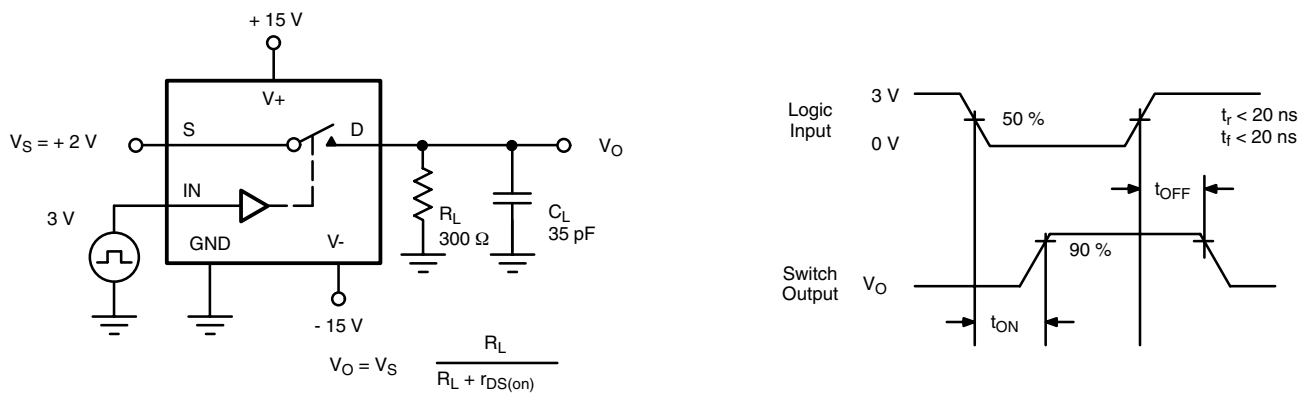 + 15 V
V+
S
D
V_S = + 2 V
V_O
IN
3 V
R_L
300 Ω
C_L
35 pF
GND
V-
- 15 V
V_O = V_S R_L / R_L + r_DS(on)
Logic
Input
3 V
0 V
50 %
t_r < 20 ns
t_f < 20 ns
t_OFF
90 %
Switch
Output
V_O
t_ON